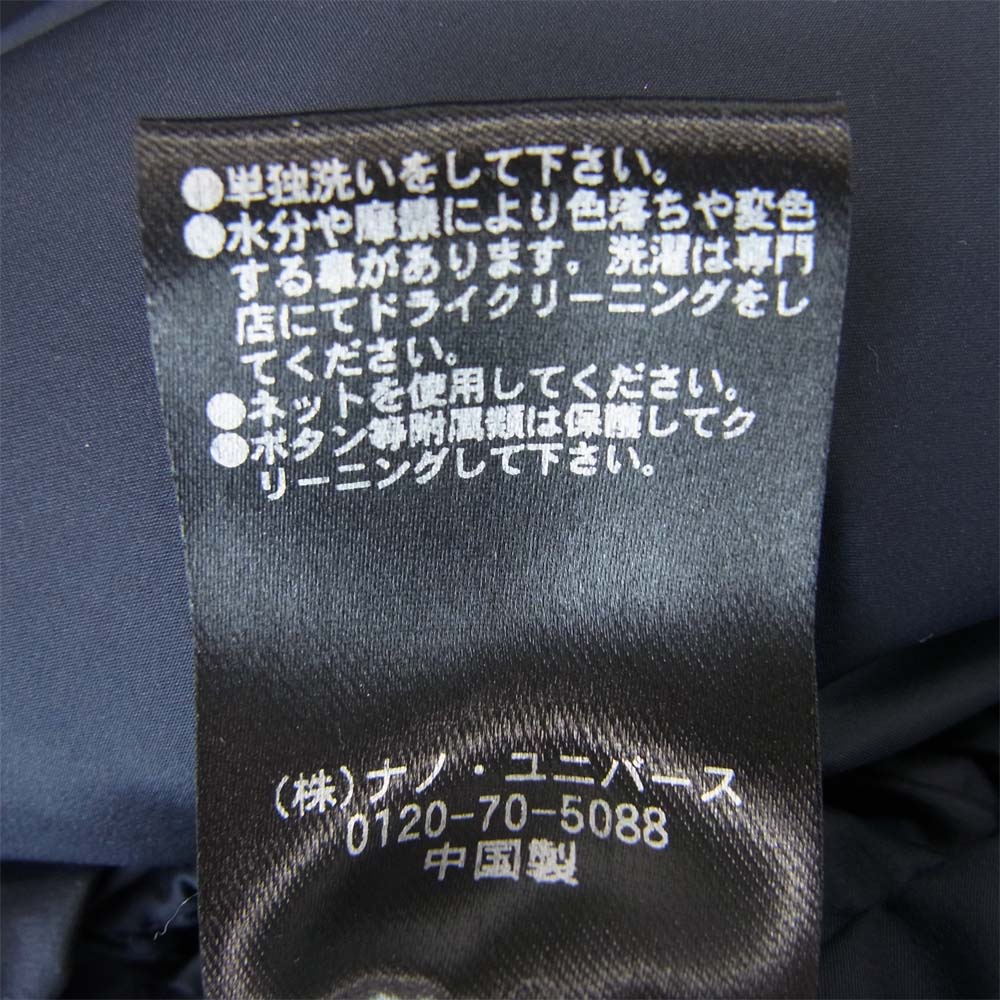 ●単独洗いをして下さい。
●水分や摩擦により色落ちや変色
する事があります。洗濯は専門
店にてドライクリーニングをし
てください。
●ネットを使用してください。
●ボタン等附属類は保護してク
リーニングして下さい。
(株)ナノ・ユニバース
0120-70-5088
中国製